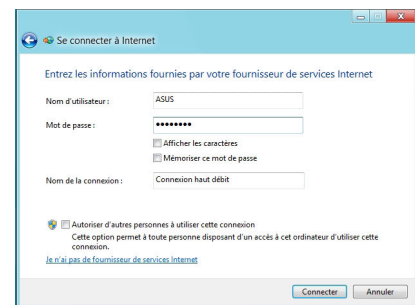 Se connecter à Internet
Entrez les informations fournies par votre fournisseur de services Internet
Nom d'utilisateur :
ASUS
Mot de passe :
••••••••
Afficher les caractères
Mémoriser ce mot de passe
Nom de la connexion :
Connexion haut débit
Autoriser d'autres personnes à utiliser cette connexion
Cette option permet à toute personne disposant d'un accès à cet ordinateur d'utiliser cette
connexion.
Je n'ai pas de fournisseur de services Internet
Connecter
Annuler